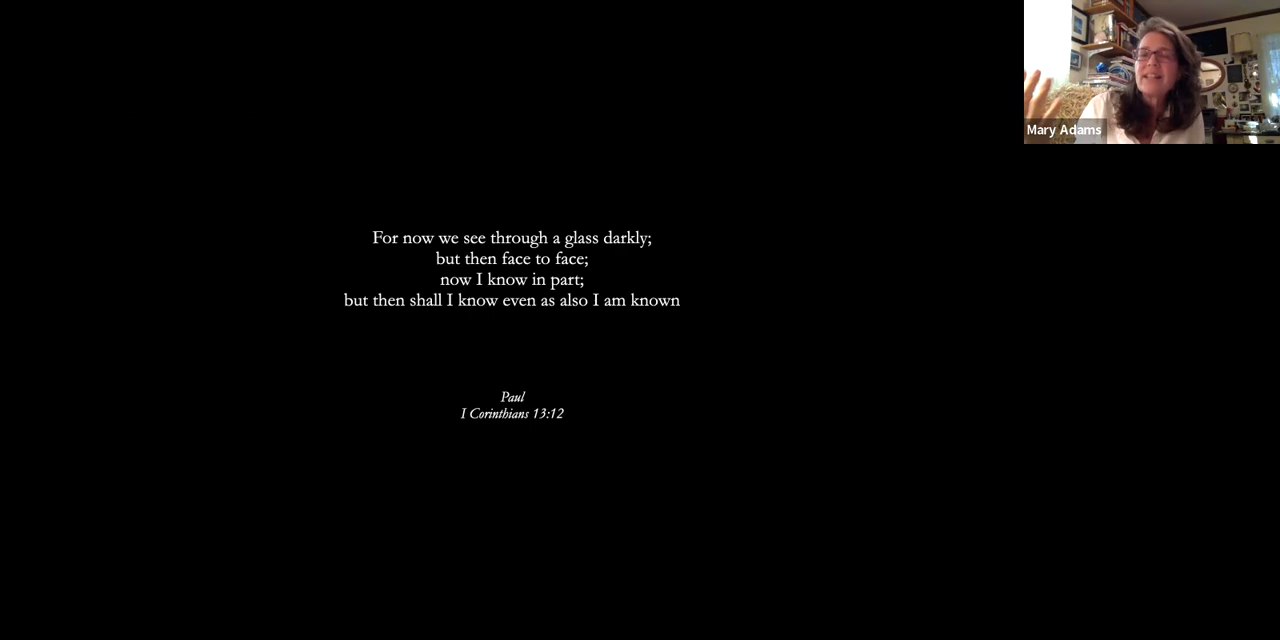 Mary Adams
For now we see through a glass darkly;
but then face to face;
now I know in part;
but then shall I know even as also I am known
Paul
I Corinthians 13:12